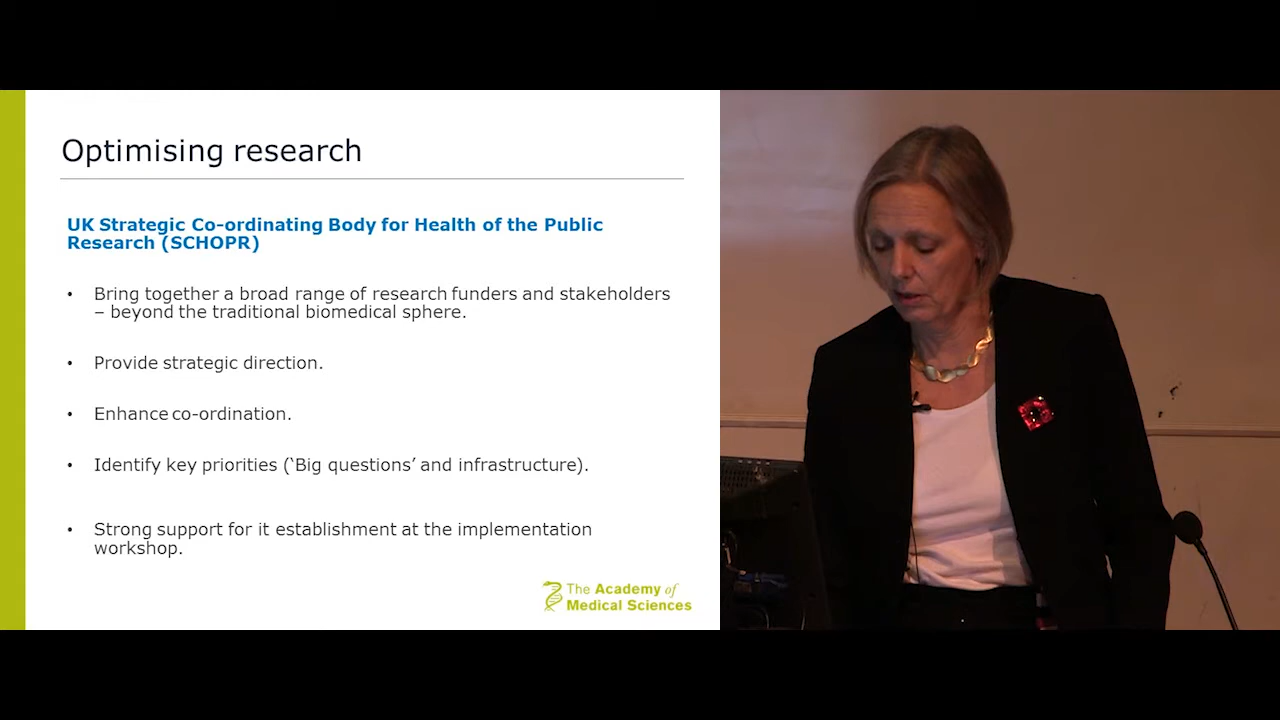 Optimising research
UK Strategic Co-ordinating Body for Health of the Public
Research (SCHOPR)
• Bring together a broad range of research funders and stakeholders
– beyond the traditional biomedical sphere.
• Provide strategic direction.
• Enhance co-ordination.
• Identify key priorities (‘Big questions’ and infrastructure).
• Strong support for it establishment at the implementation
workshop.
The Academy of
Medical Sciences